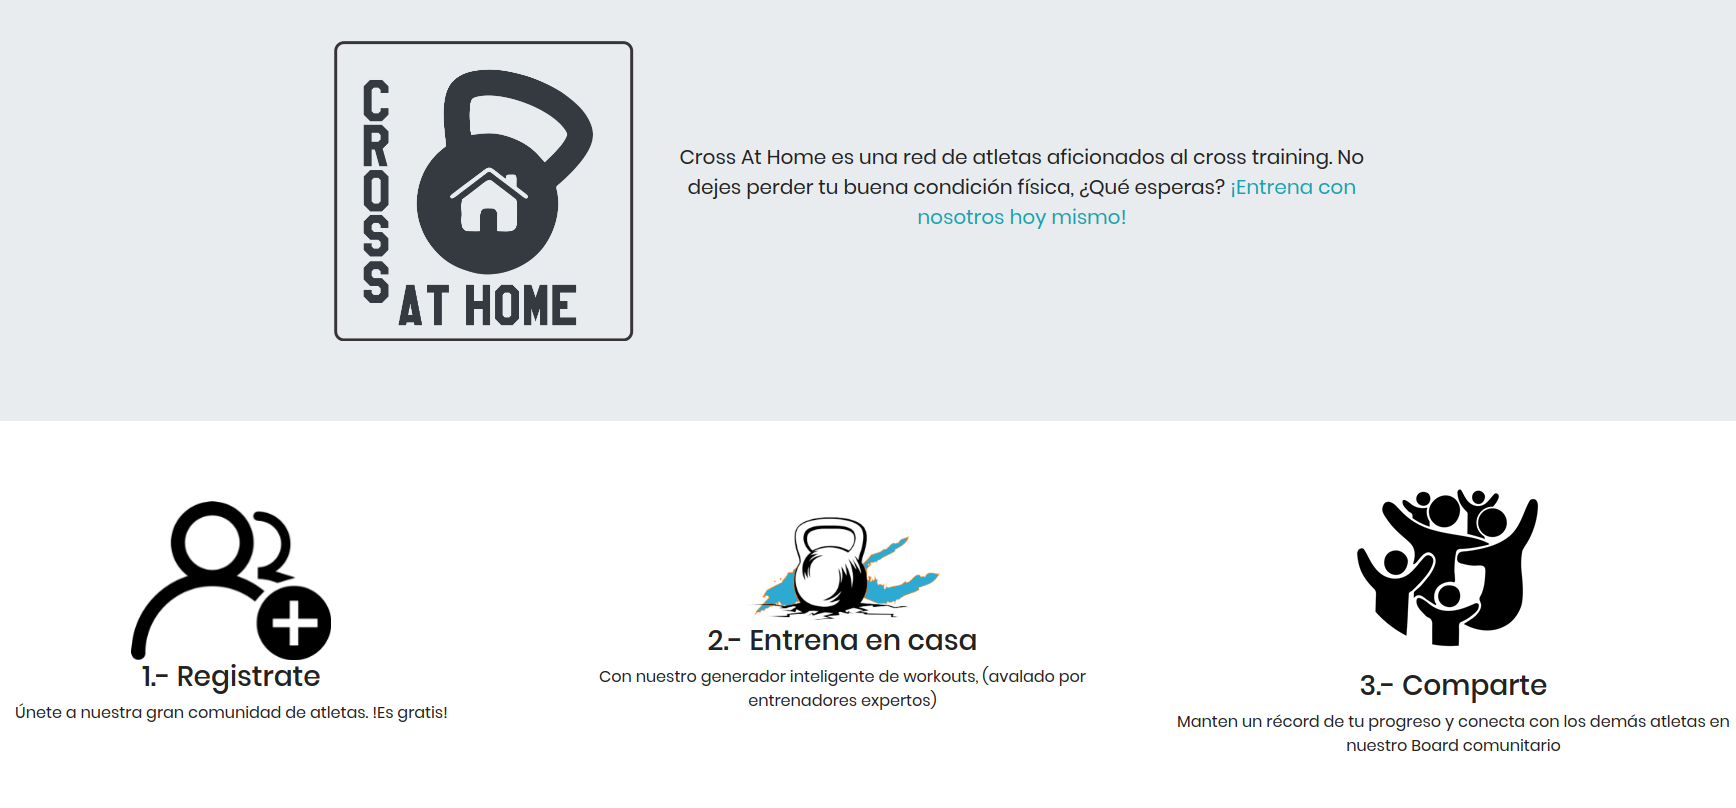 CROSS
AT HOME
Cross At Home es una red de atletas aficionados al cross training. No
dejes perder tu buena condición física, ¿Qué esperas? ¡Entrena con
nosotros hoy mismo!
1.- Registrate
Únete a nuestra gran comunidad de atletas. !Es gratis!
2.- Entrena en casa
Con nuestro generador inteligente de workouts, (avalado por
entrenadores expertos)
3.- Comparte
Manten un récord de tu progreso y conecta con los demás atletas en
nuestro Board comunitario